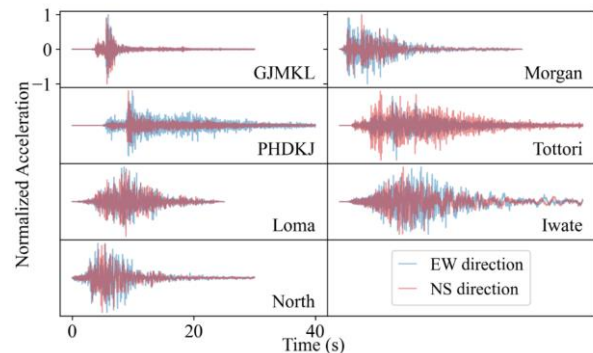 Normalized Acceleration
1
0
−1
GJMKL
Morgan
PHDKJ
Tottori
Loma
Iwate
North
EW direction
NS direction
0
20
40
Time (s)